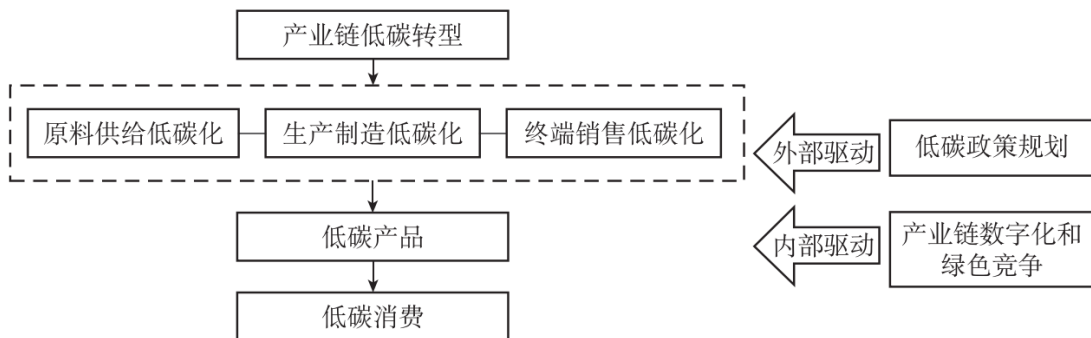 产业链低碳转型
原料供给低碳化
生产制造低碳化
终端销售低碳化
外部驱动
低碳政策规划
低碳产品
内部驱动
产业链数字化和
绿色竞争
低碳消费